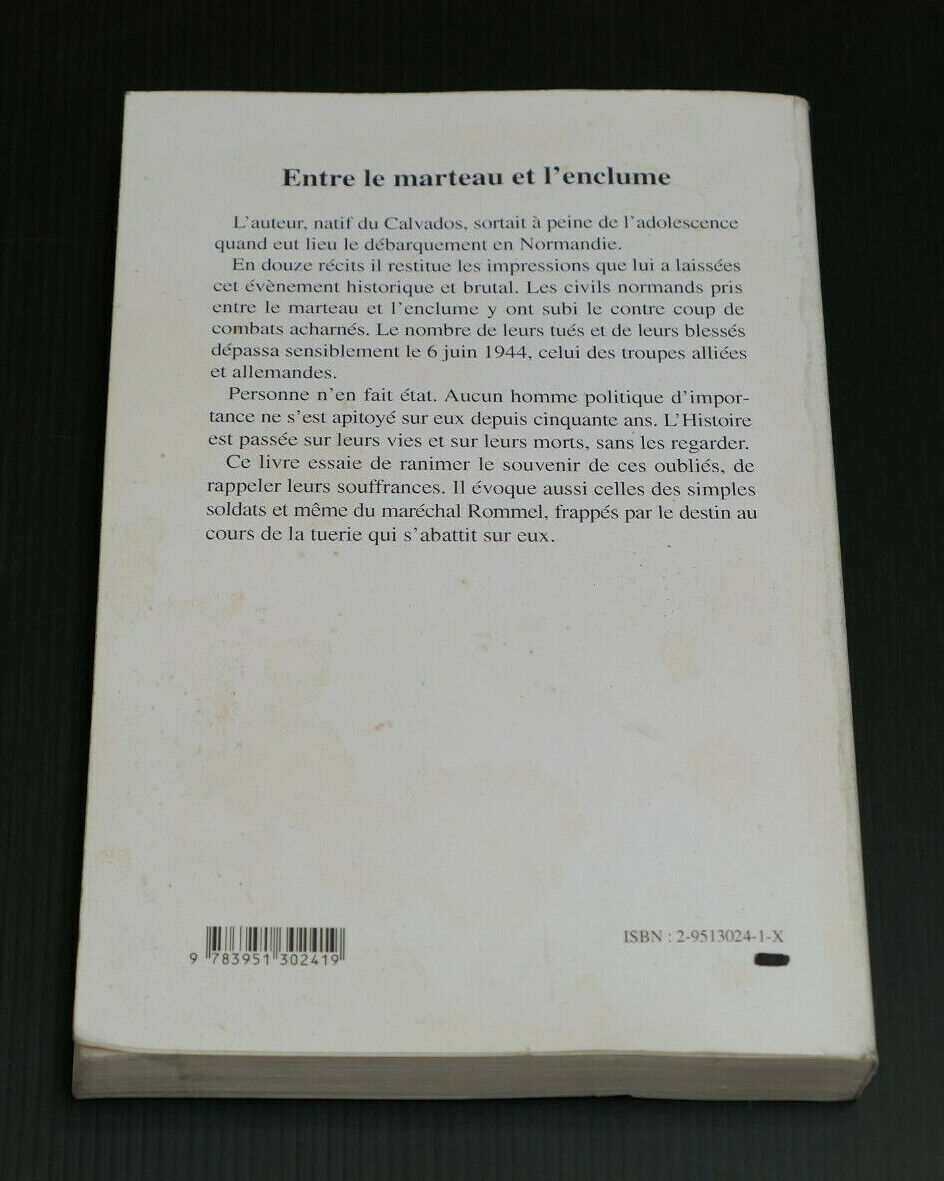 Entre le marteau et l'enclume
L'auteur, natif du Calvados, sortait à peine de l'adolescence
quand eut lieu le débarquement en Normandie.
En douze récits il restitue les impressions que lui a laissées
cet évènement historique et brutal. Les civils normands pris
entre le marteau et l'enclume y ont subi le contre coup de
combats acharnés. Le nombre de leurs tués et de leurs blessés
dépassa sensiblement le 6 juin 1944, celui des troupes alliées
et allemandes.
Personne n'en fait état. Aucun homme politique d'impor-
tance ne s'est apitoyé sur eux depuis cinquante ans. L'Histoire
est passée sur leurs vies et sur leurs morts, sans les regarder.
Ce livre essaie de ranimer le souvenir de ces oubliés, de
rappeler leurs souffrances. Il évoque aussi celles des simples
soldats et même du maréchal Rommel, frappés par le destin au
cours de la tuerie qui s'abattit sur eux.
ISBN : 2-9513024-1-X
9 783951 302419